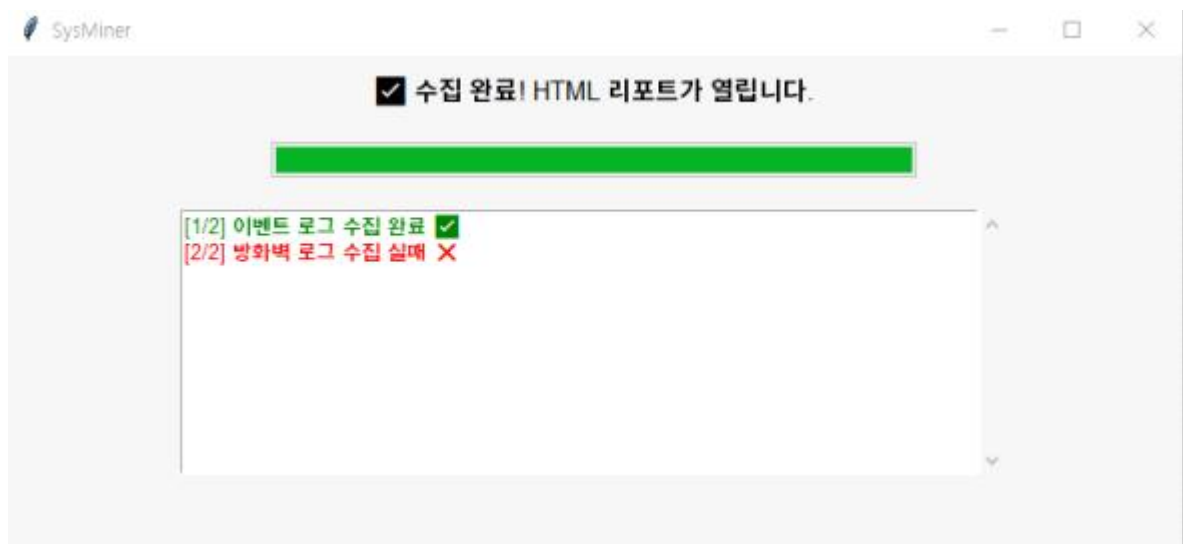 SysMiner
✅ 수집 완료! HTML 리포트가 열립니다.
[1/2] 이벤트 로그 수집 완료 ✅
[2/2] 방화벽 로그 수집 실패 ❌